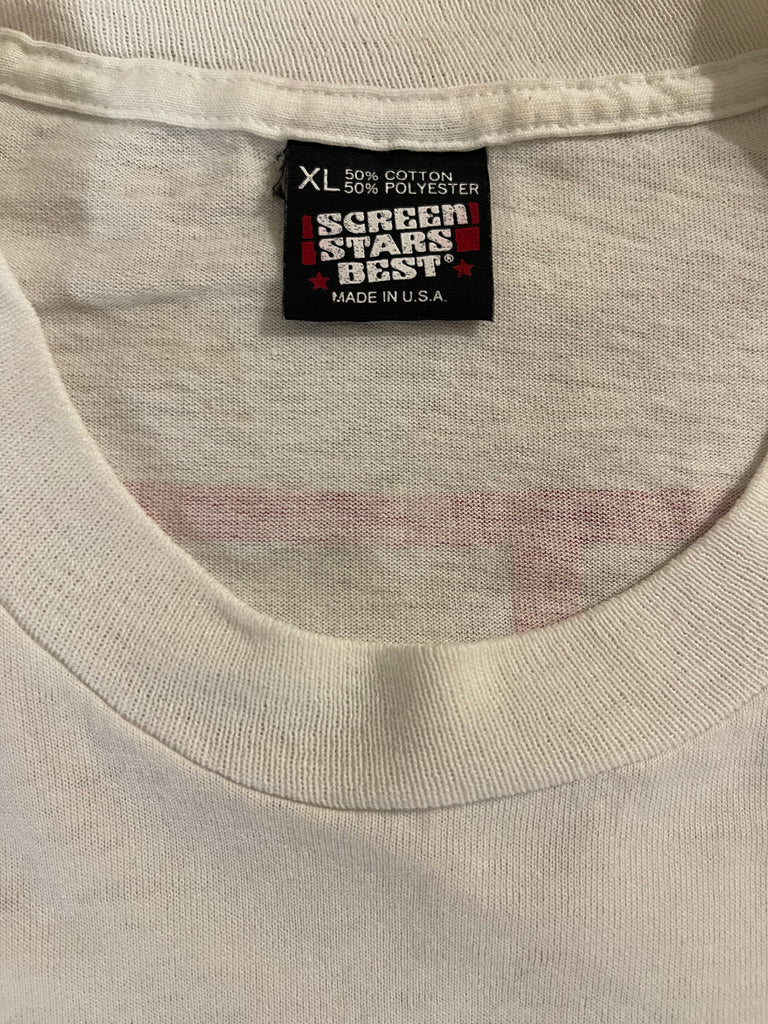 XL 50% COTTON
50% POLYESTER
SCREEN
STARS
BEST®
MADE IN U.S.A.